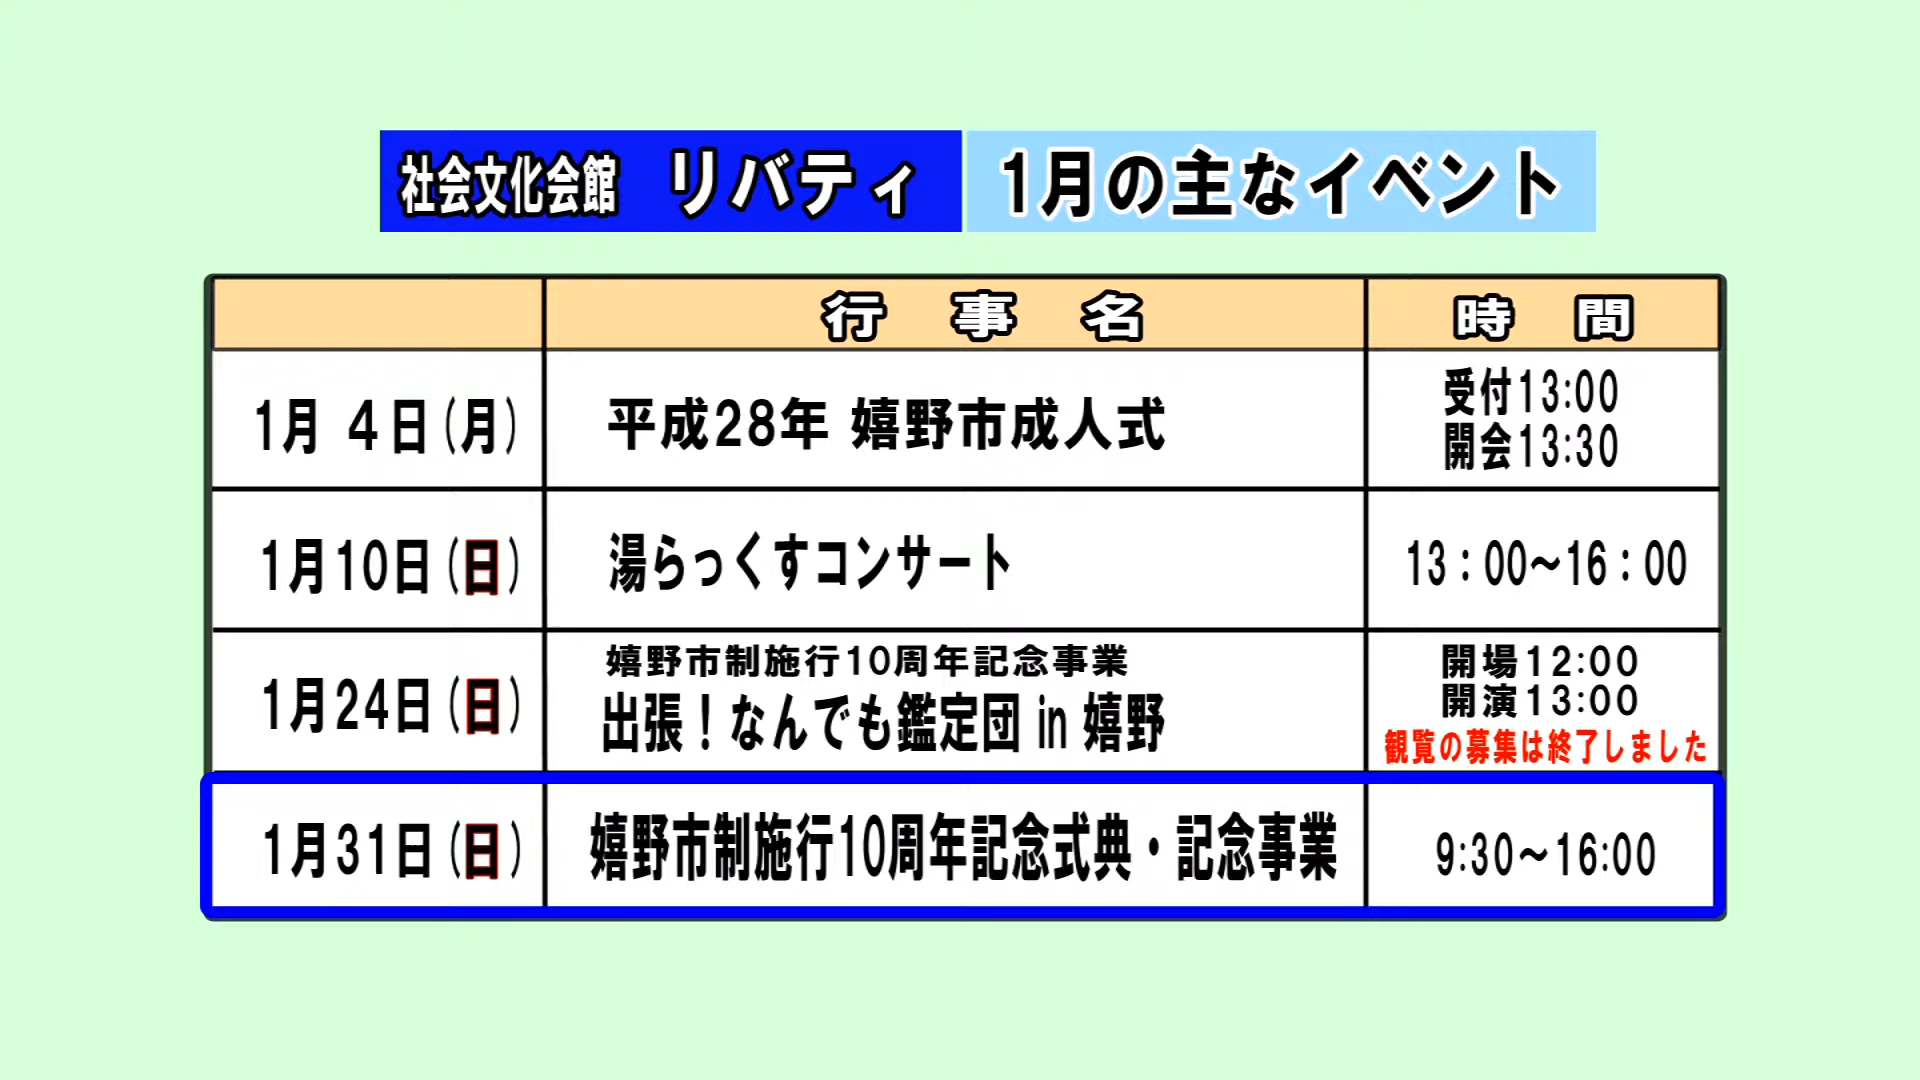 社会文化会館　リバティ　1月の主なイベント
行事名　時間
1月 4日(月)　平成28年 嬉野市成人式　受付13:00
開会13:30
1月10日(日)　湯らっくすコンサート　13：00～16：00
嬉野市制施行10周年記念事業　開場12:00
1月24日(日)　出張！なんでも鑑定団 in 嬉野　開演13:00
観覧の募集は終了しました
1月31日(日)　嬉野市制施行10周年記念式典・記念事業　9:30～16:00